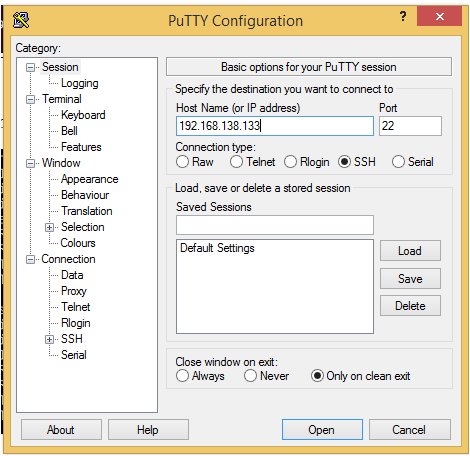 PuTTY Configuration
?
x
Category:
Session
Logging
Terminal
Keyboard
Bell
Features
Window
Appearance
Behaviour
Translation
Selection
Colours
Connection
Data
Proxy
Telnet
Rlogin
SSH
Serial
Basic options for your PuTTY session
Specify the destination you want to connect to
Host Name (or IP address) Port
192.168.138.133 22
Connection type:
Raw Telnet Rlogin SSH Serial
Load, save or delete a stored session
Saved Sessions
Default Settings
Load
Save
Delete
Close window on exit:
Always Never Only on clean exit
About Help Open Cancel